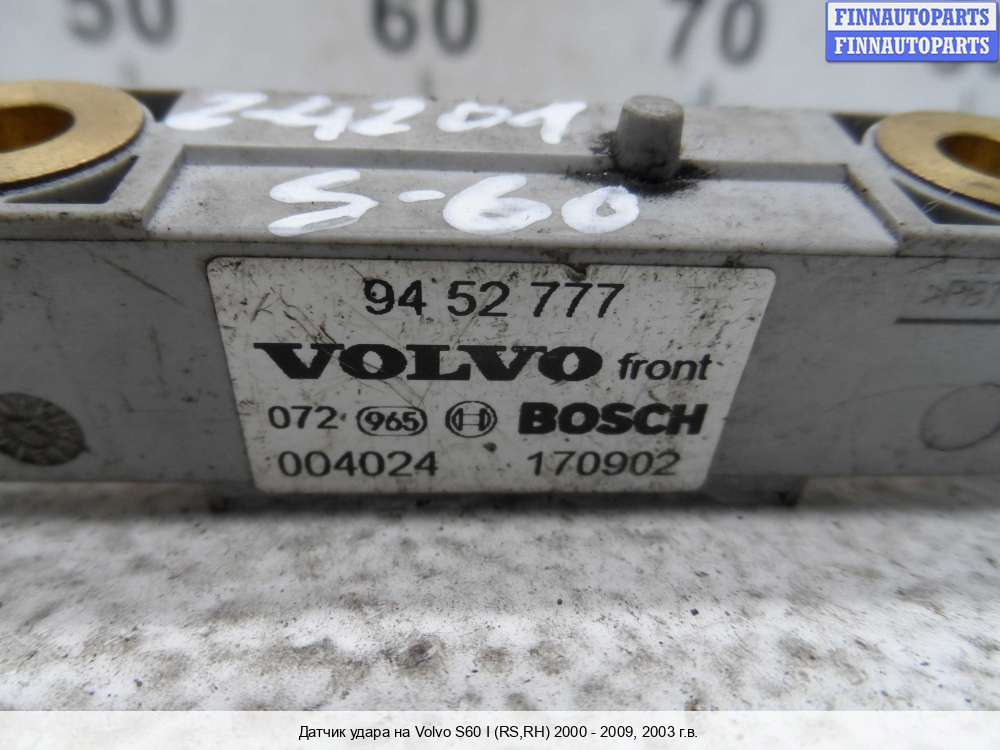 50 60 70
FINNAUTOPARTS
FINNAUTOPARTS
24201
S-60
94 52 777
VOLVO front
072 965 BOSCH
004024 170902
Датчик удара на Volvo S60 I (RS,RH) 2000 - 2009, 2003 г.в.